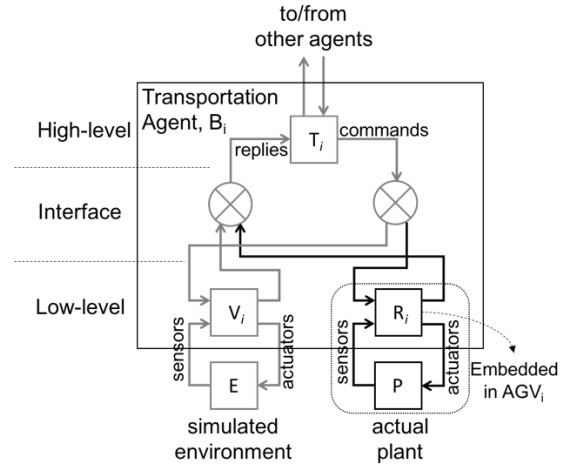 to/from
other agents
Transportation
Agent, Bi
High-level
Ti
commands
replies
Interface
Low-level
Vi
Ri
sensors
actuators
sensors
actuators
E
P
Embedded
in AGVi
simulated
environment
actual
plant